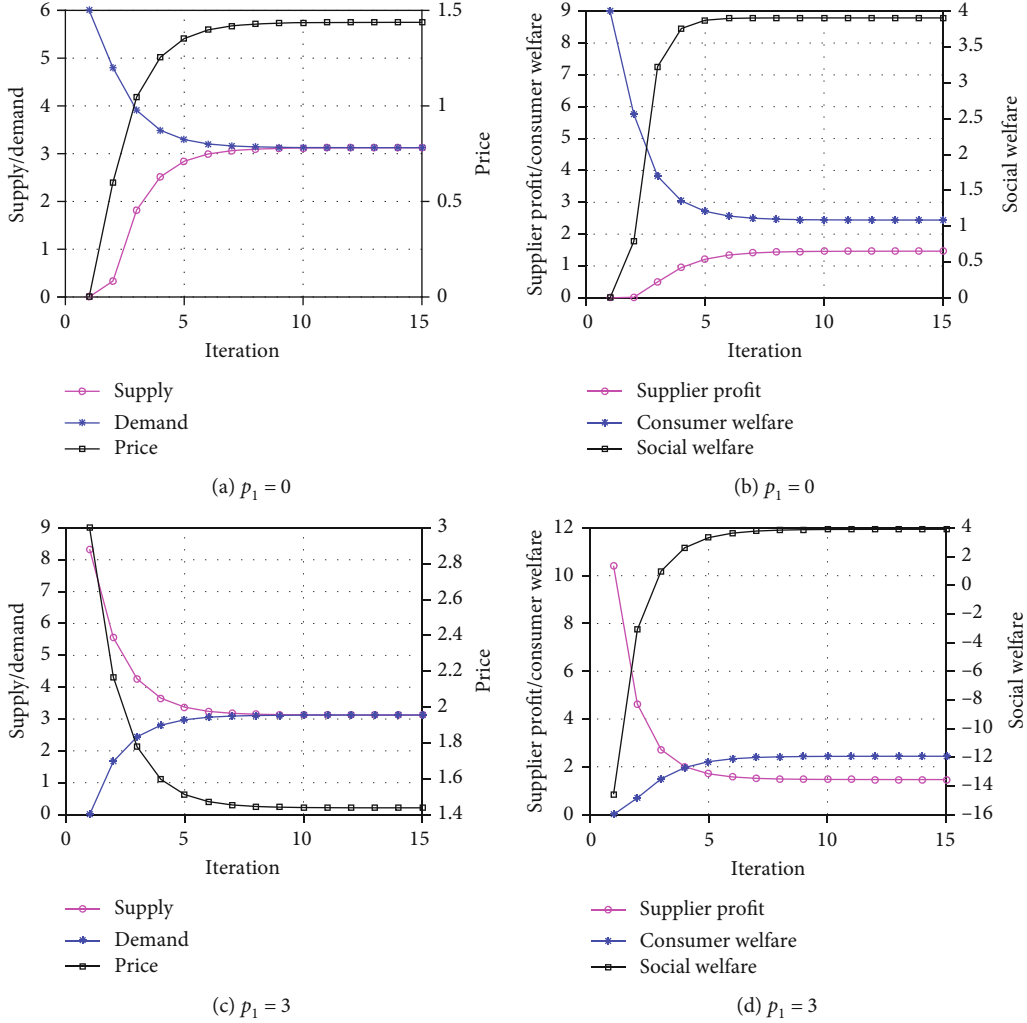 6
5
4
3
2
1
0
Supply/demand
1.5
1
0.5
0
Price
0
5
10
15
Iteration
Supply
Demand
Price
(a) p1 = 0
9
8
7
6
5
4
3
2
1
0
Supplier profit/consumer welfare
4
3.5
3
2.5
2
1.5
1
0.5
0
Social welfare
0
5
10
15
Iteration
Supplier profit
Consumer welfare
Social welfare
(b) p1 = 0
9
8
7
6
5
4
3
2
1
0
Supply/demand
3
2.8
2.6
2.4
2.2
2
1.8
1.6
1.4
Price
0
5
10
15
Iteration
Supply
Demand
Price
(c) p1 = 3
12
10
8
6
4
2
0
Supplier profit/consumer welfare
4
2
0
−2
−4
−6
−8
−10
−12
−14
−16
Social welfare
0
5
10
15
Iteration
Supplier profit
Consumer welfare
Social welfare
(d) p1 = 3